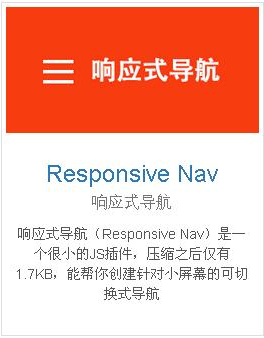 响应式导航
Responsive Nav
响应式导航
响应式导航（Responsive Nav）是一
个很小的JS插件，压缩之后仅有
1.7KB，能帮你创建针对小屏幕的可切
换式导航